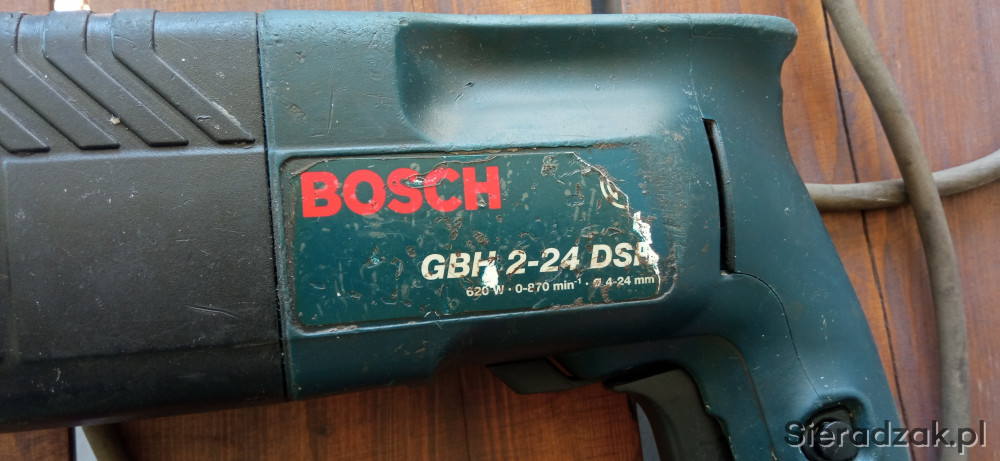 BOSCH
GBH 2-24 DSR
620 W · 0-870 min⁻¹ · Ø 4-24 mm
Sieradzak.pl